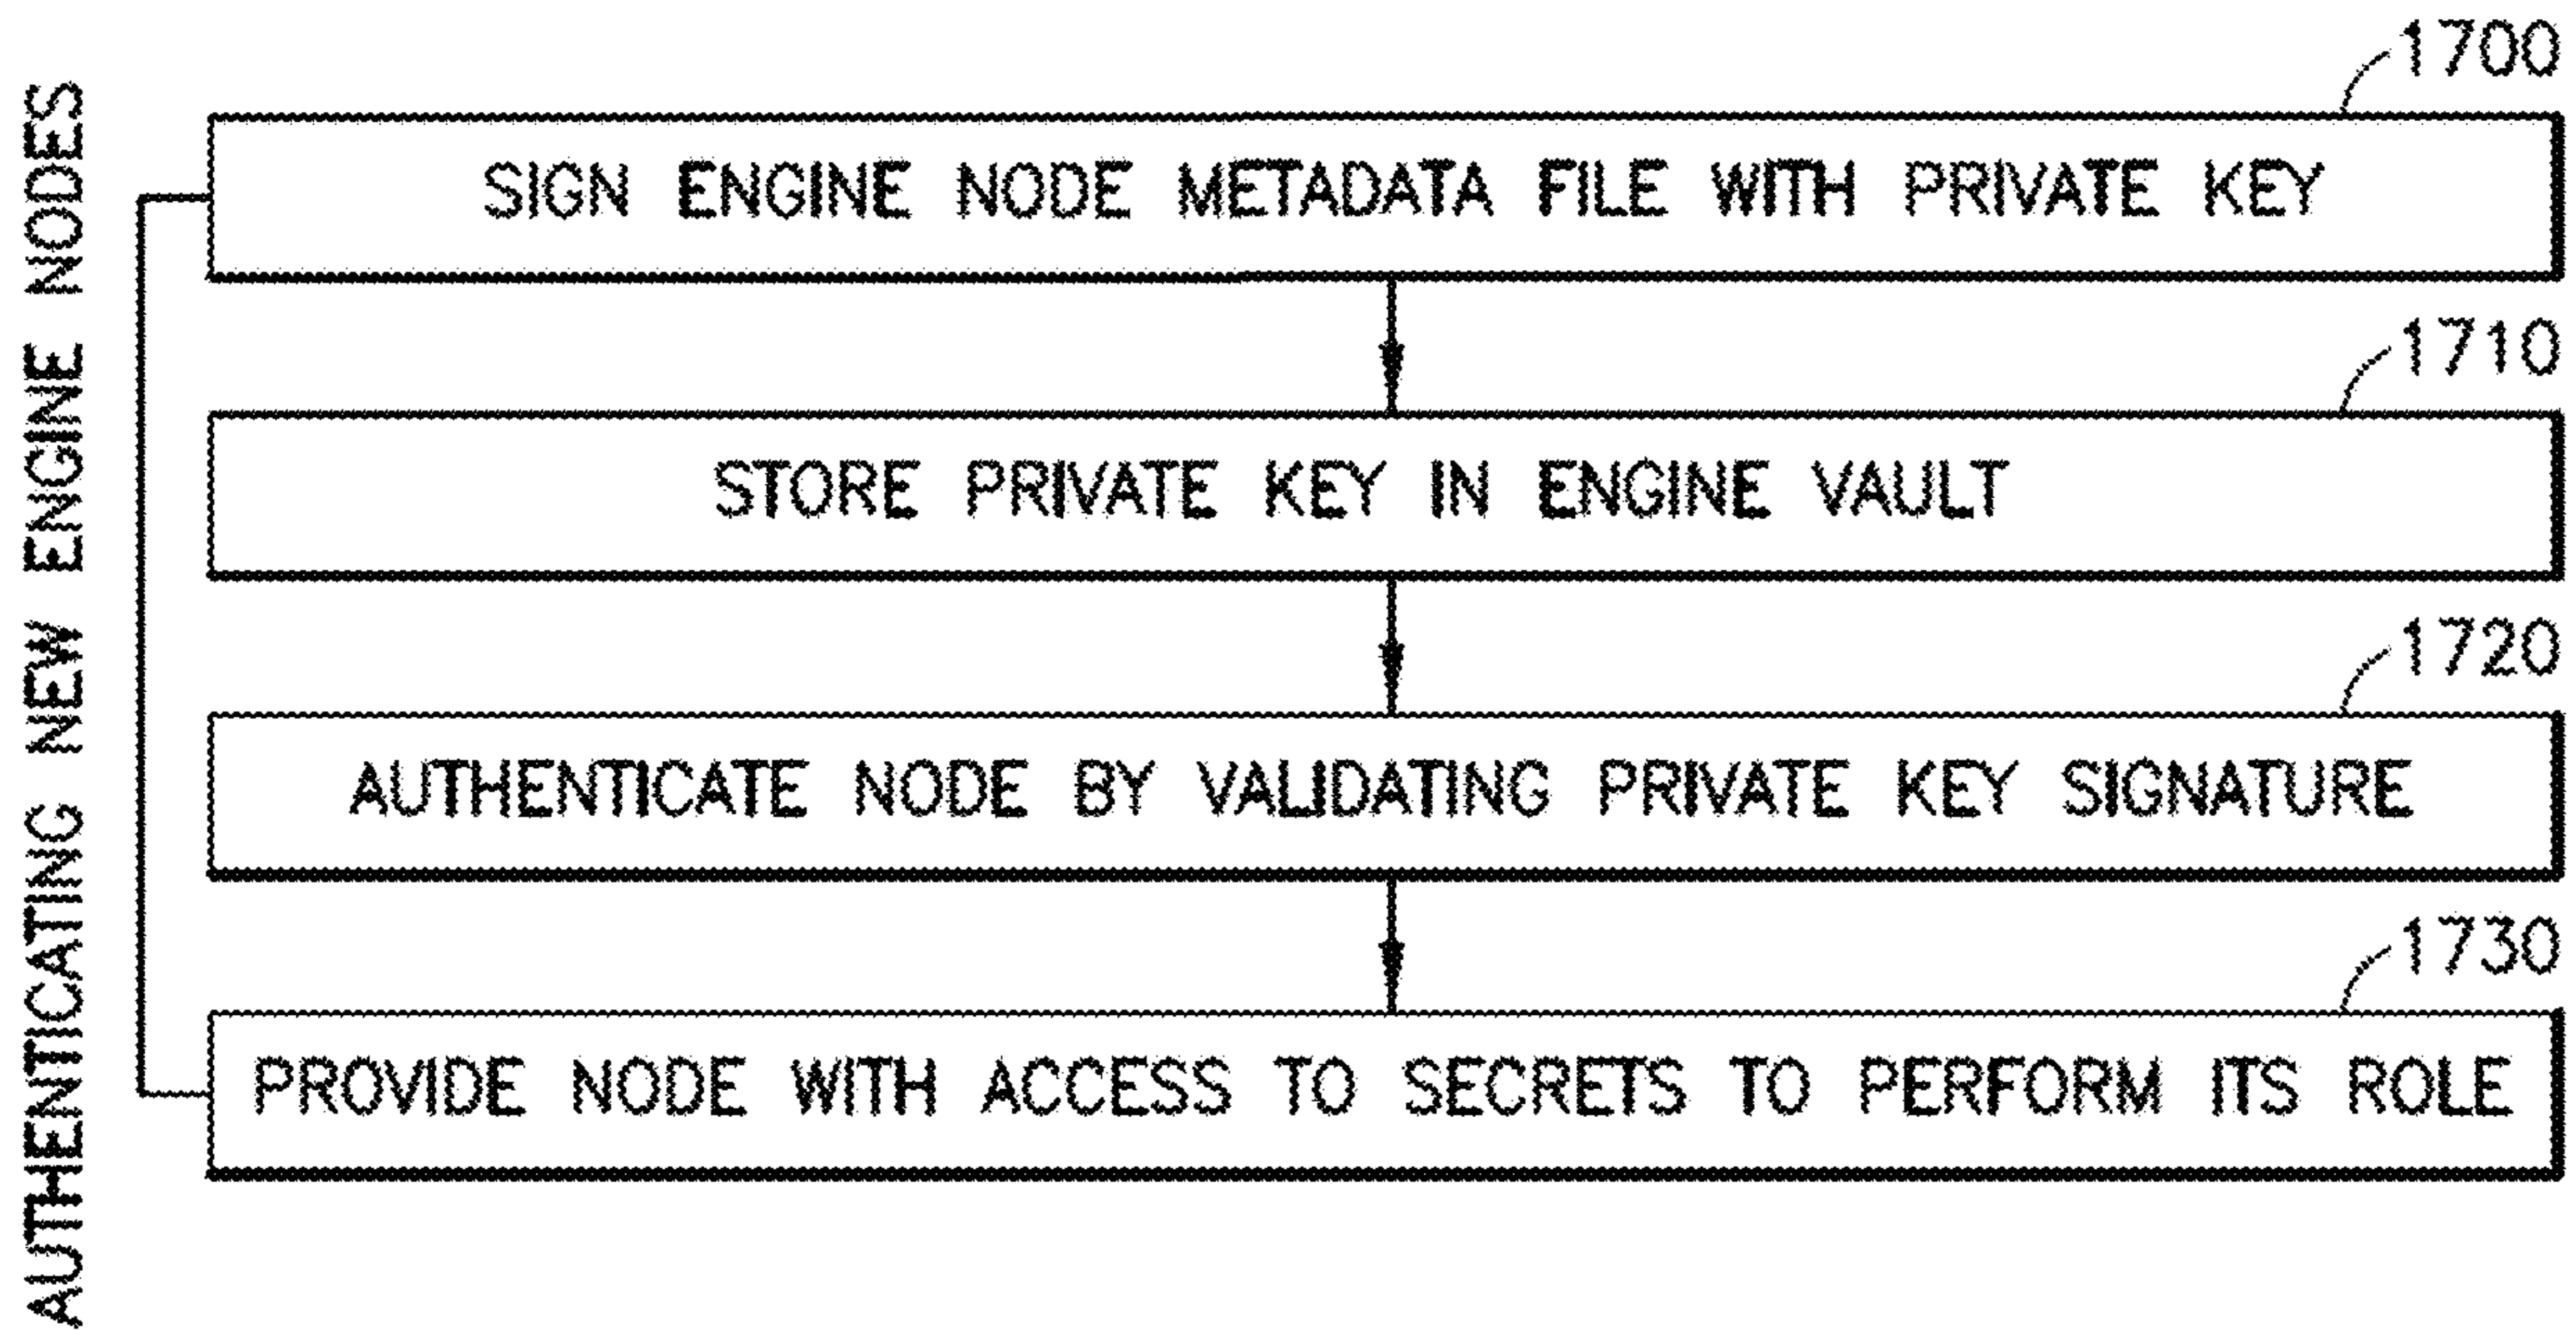 AUTHENTICATING NEW ENGINE NODES
1700
SIGN ENGINE NODE METADATA FILE WITH PRIVATE KEY
1710
STORE PRIVATE KEY IN ENGINE VAULT
1720
AUTHENTICATE NODE BY VALIDATING PRIVATE KEY SIGNATURE
1730
PROVIDE NODE WITH ACCESS TO SECRETS TO PERFORM ITS ROLE